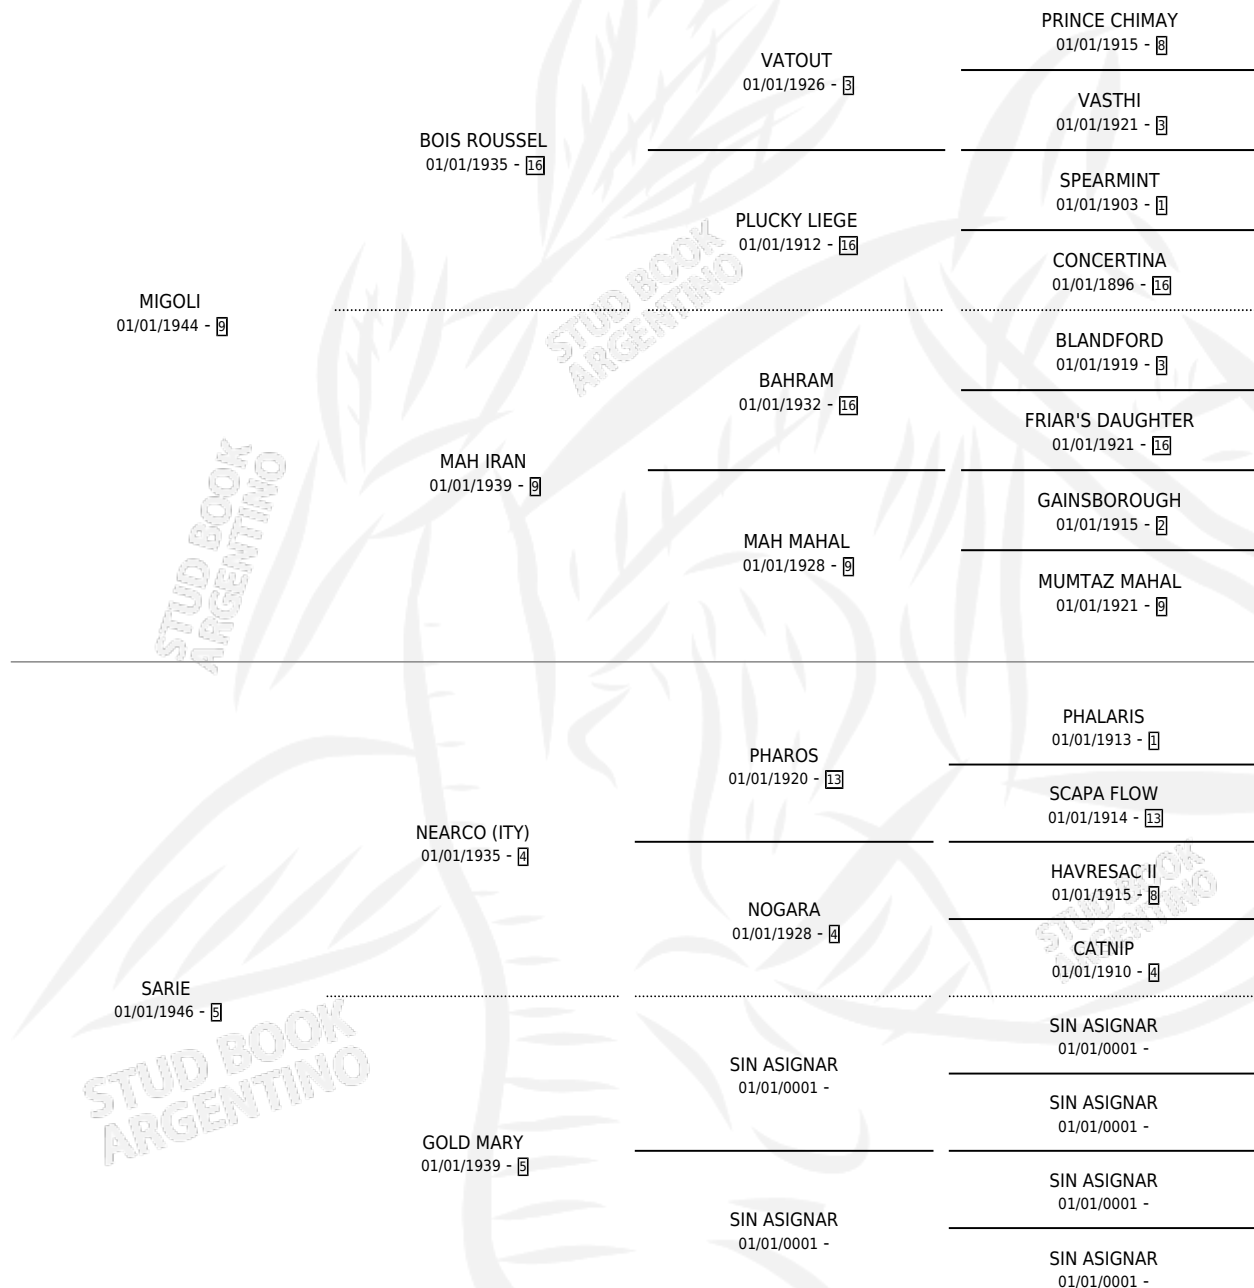 PRINCE CHIMAY
01/01/1915 - 8
VATOUT
01/01/1926 - 3
VASTHI
01/01/1921 - 3
BOIS ROUSSEL
01/01/1935 - 16
SPEARMINT
01/01/1903 - 1
PLUCKY LIEGE
01/01/1912 - 16
CONCERTINA
01/01/1896 - 16
MIGOLI
01/01/1944 - 9
STUD BOOK
ARGENTINO
BLANDFORD
01/01/1919 - 3
BAHRAM
01/01/1932 - 16
FRIAR'S DAUGHTER
01/01/1921 - 16
MAH IRAN
01/01/1939 - 9
GAINSBOROUGH
01/01/1915 - 2
MAH MAHAL
01/01/1928 - 9
MUMTAZ MAHAL
01/01/1921 - 9
STUD BOOK
ARGENTINO
PHALARIS
01/01/1913 - 1
PHAROS
01/01/1920 - 13
SCAPA FLOW
01/01/1914 - 13
NEARCO (ITY)
01/01/1935 - 4
HAVRESAC II
01/01/1915 - 8
NOGARA
01/01/1928 - 4
CATNIP
01/01/1910 - 4
STUD BOOK
ARGENTINO
SARIE
01/01/1946 - 5
SIN ASIGNAR
01/01/0001 -
SIN ASIGNAR
01/01/0001 -
SIN ASIGNAR
01/01/0001 -
STUD BOOK
ARGENTINO
GOLD MARY
01/01/1939 - 5
SIN ASIGNAR
01/01/0001 -
SIN ASIGNAR
01/01/0001 -
SIN ASIGNAR
01/01/0001 -